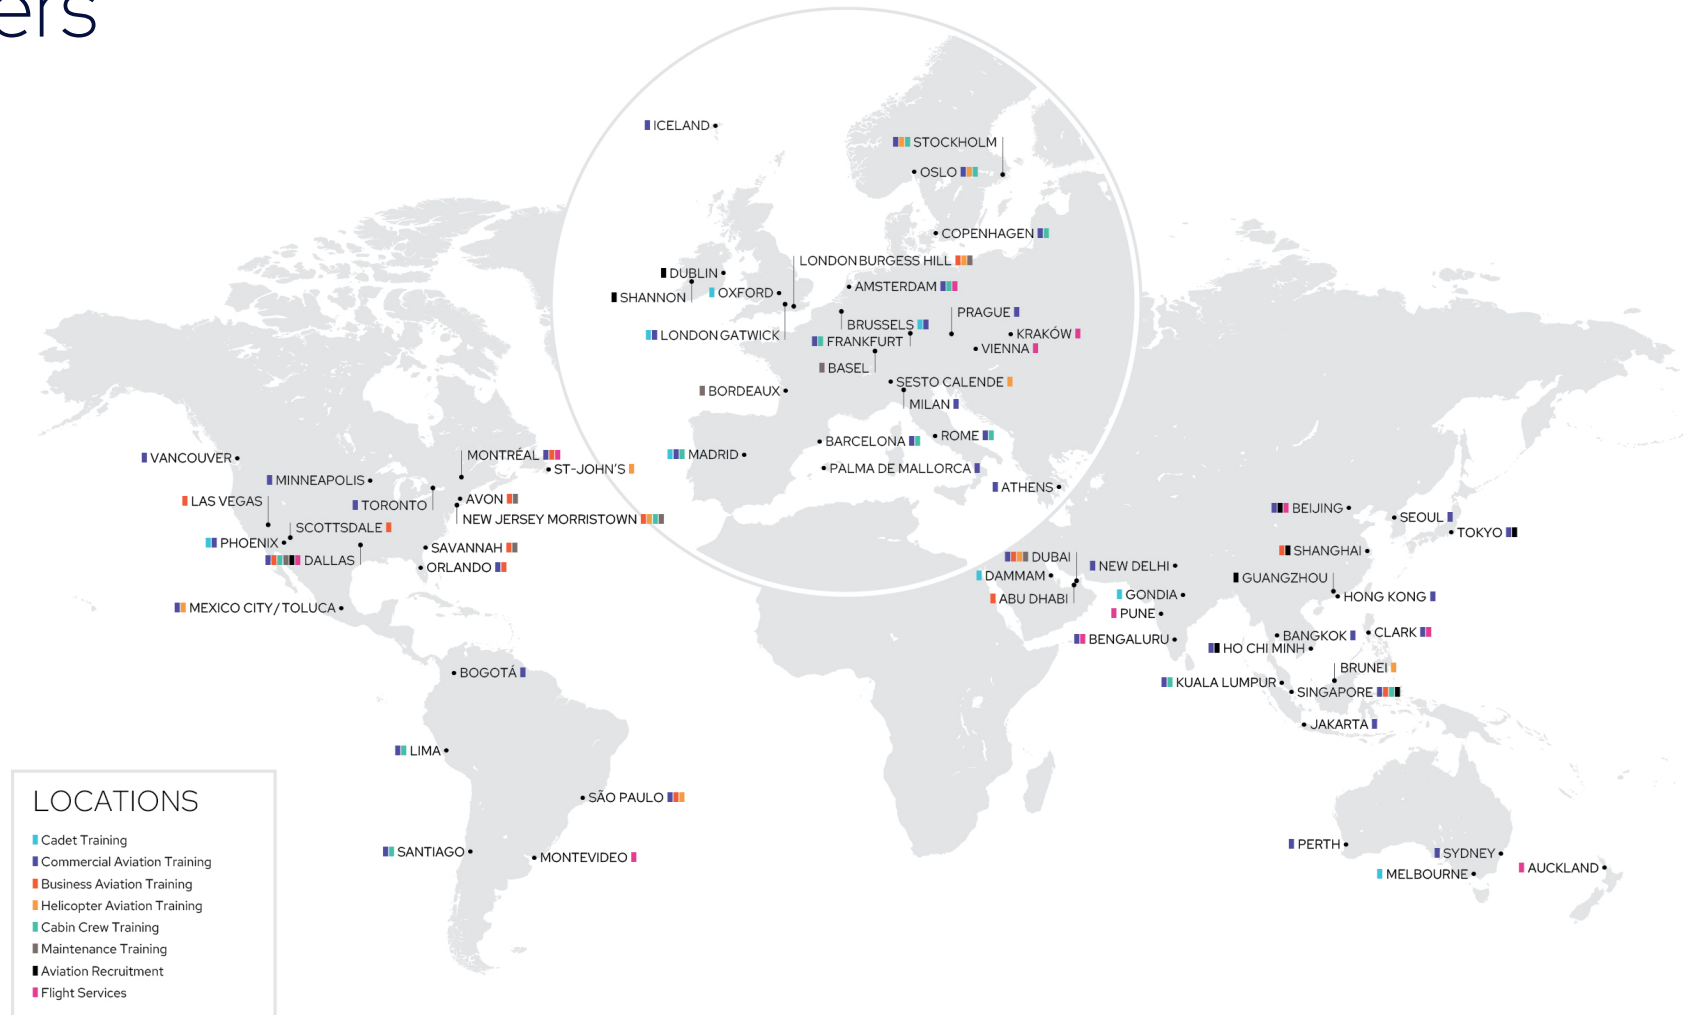 ers
ICELAND
STOCKHOLM
OSLO
COPENHAGEN
LONDON BURGESS HILL
DUBLIN
AMSTERDAM
SHANNON
OXFORD
PRAGUE
BRUSSELS
LONDON GATWICK
KRAKÓW
FRANKFURT
VIENNA
BASEL
SESTO CALENDE
BORDEAUX
MILAN
ROME
BARCELONA
MADRID
PALMA DE MALLORCA
ATHENS
VANCOUVER
MONTRÉAL
ST-JOHN'S
MINNEAPOLIS
LAS VEGAS
TORONTO
AVON
NEW JERSEY MORRISTOWN
SCOTTSDALE
PHOENIX
SAVANNAH
DALLAS
ORLANDO
MEXICO CITY/TOLUCA
BOGOTÁ
LIMA
SÃO PAULO
SANTIAGO
MONTEVIDEO
DUBAI
DAMMAM
ABU DHABI
NEW DELHI
GONDIA
PUNE
BENGALURU
BEIJING
SEOUL
TOKYO
SHANGHAI
GUANGZHOU
HONG KONG
BANGKOK
CLARK
HO CHI MINH
BRUNEI
KUALA LUMPUR
SINGAPORE
JAKARTA
PERTH
SYDNEY
MELBOURNE
AUCKLAND
LOCATIONS
Cadet Training
Commercial Aviation Training
Business Aviation Training
Helicopter Aviation Training
Cabin Crew Training
Maintenance Training
Aviation Recruitment
Flight Services